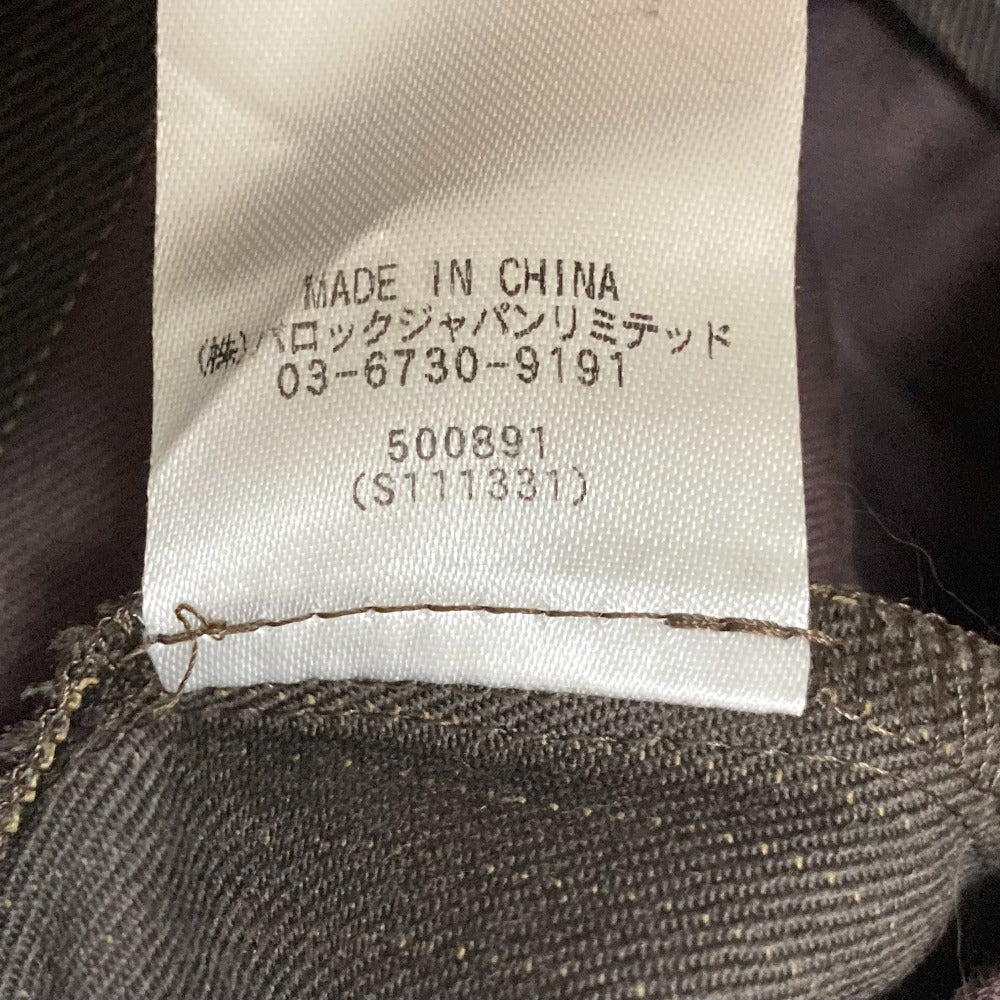 MADE IN CHINA
(株)バロックジャパンリミテッド
03-6730-9191
500891
(S111331)